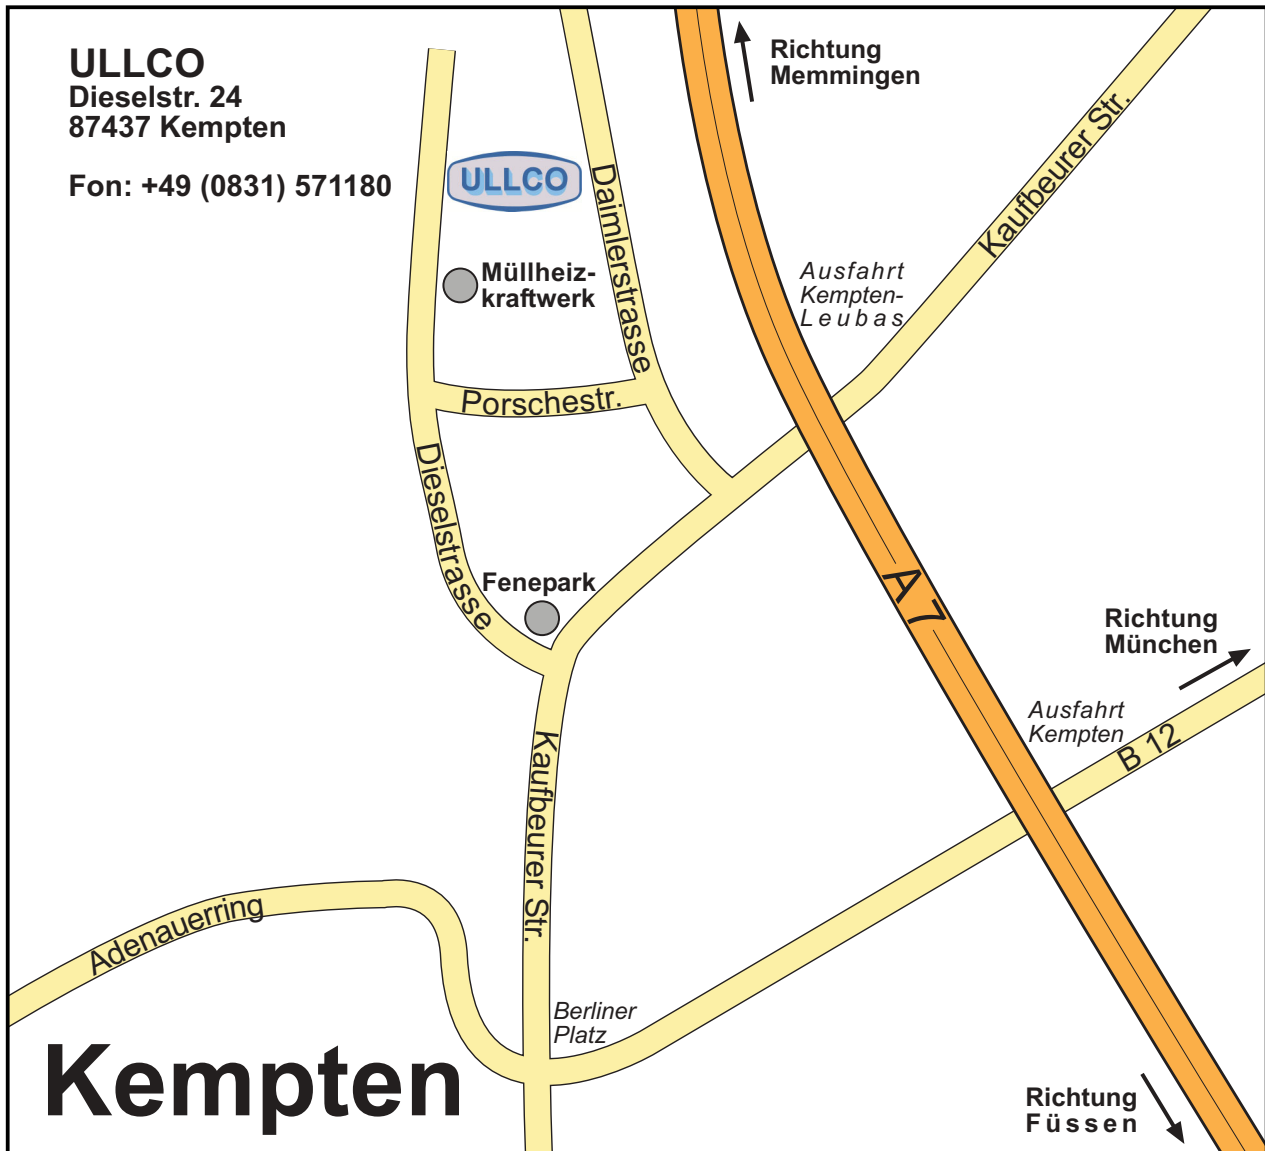 ULLCO
Dieselstr. 24
87437 Kempten
Fon: +49 (0831) 571180
Richtung
Memmingen
ULLCO
Daimlerstrasse
Kaufbeurer Str.
Müllheiz-
kraftwerk
Ausfahrt
Kempten-
Leubas
Porschestr.
Dieselstrasse
Fenepark
A 7
Richtung
München
Ausfahrt
Kempten
B 12
Kaufbeurer Str.
Adenauerring
Berliner
Platz
Kempten
Richtung
Füssen